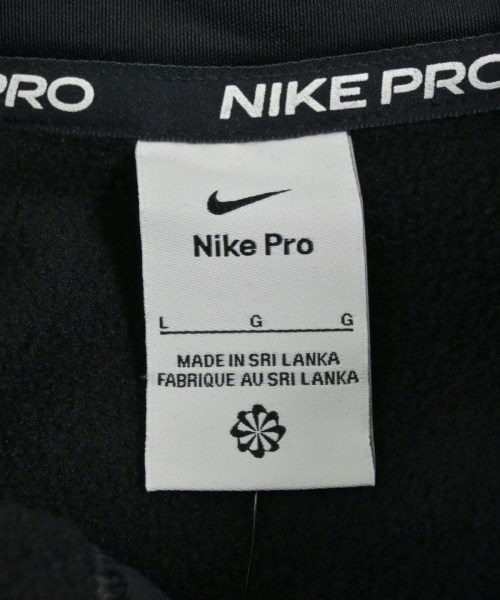 PRO NIKE PRO
Nike Pro
L G G
MADE IN SRI LANKA
FABRIQUE AU SRI LANKA